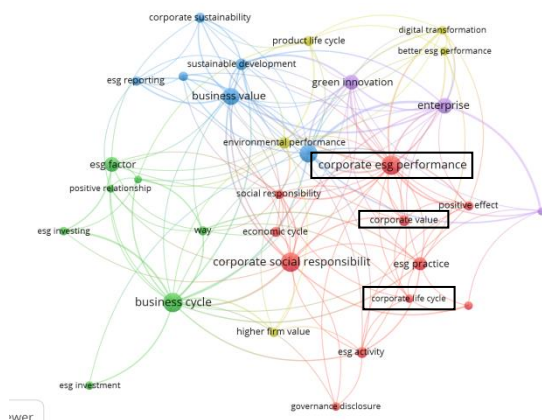 corporate sustainability
digital transformation
product life cycle
better esg performance
sustainable development
esg reporting
green innovation
business value
enterprise
environmental performance
esg factor
corporate esg performance
positive relationship
social responsibility
positive effect
corporate value
esg investing
way
economic cycle
corporate social responsibilit
esg practice
business cycle
corporate life cycle
higher firm value
esg activity
esg investment
governance disclosure
ewer